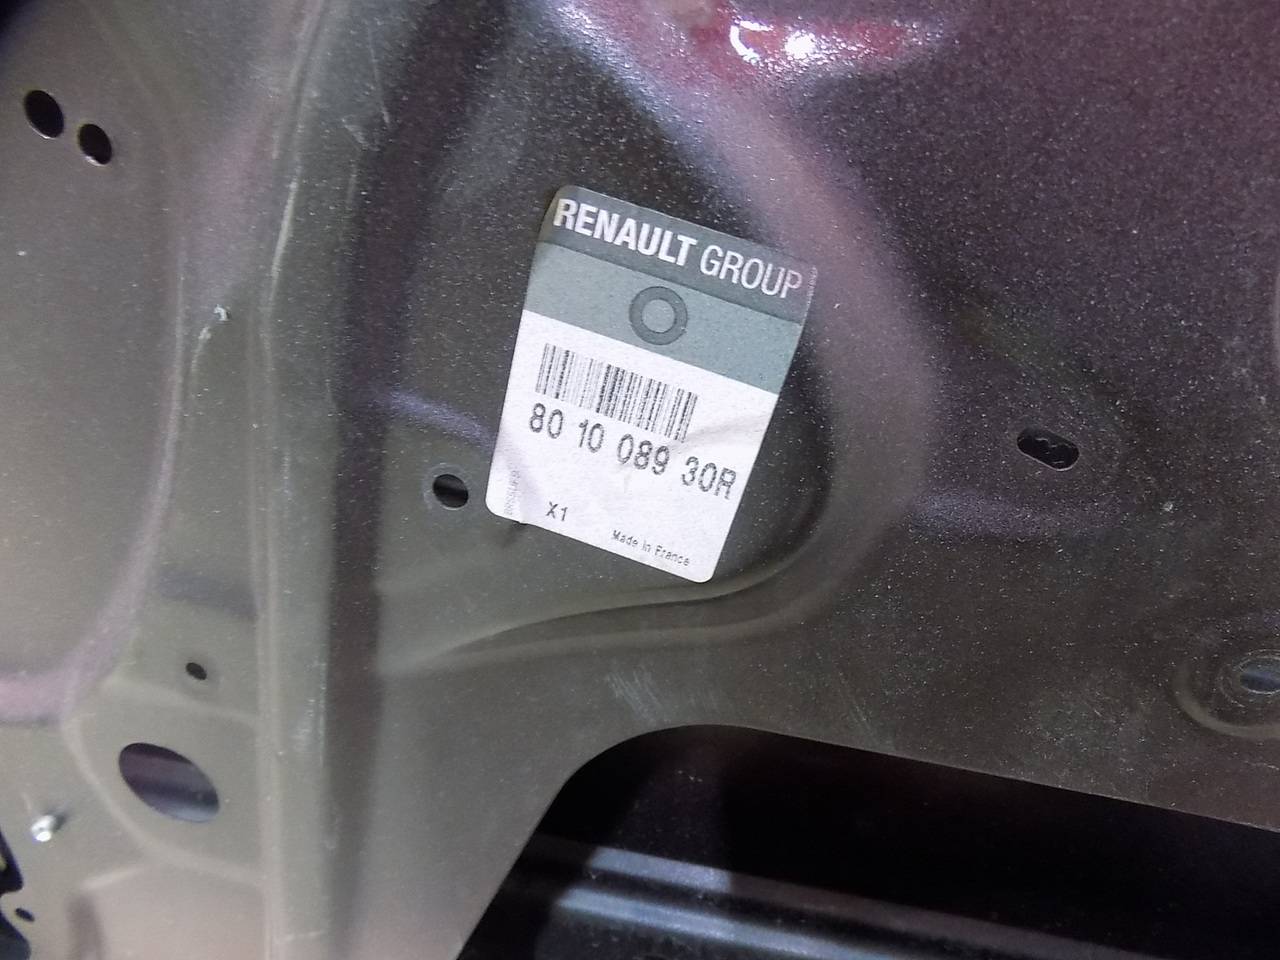 RENAULT GROUP
80 10 089 30R
X1
Made in France